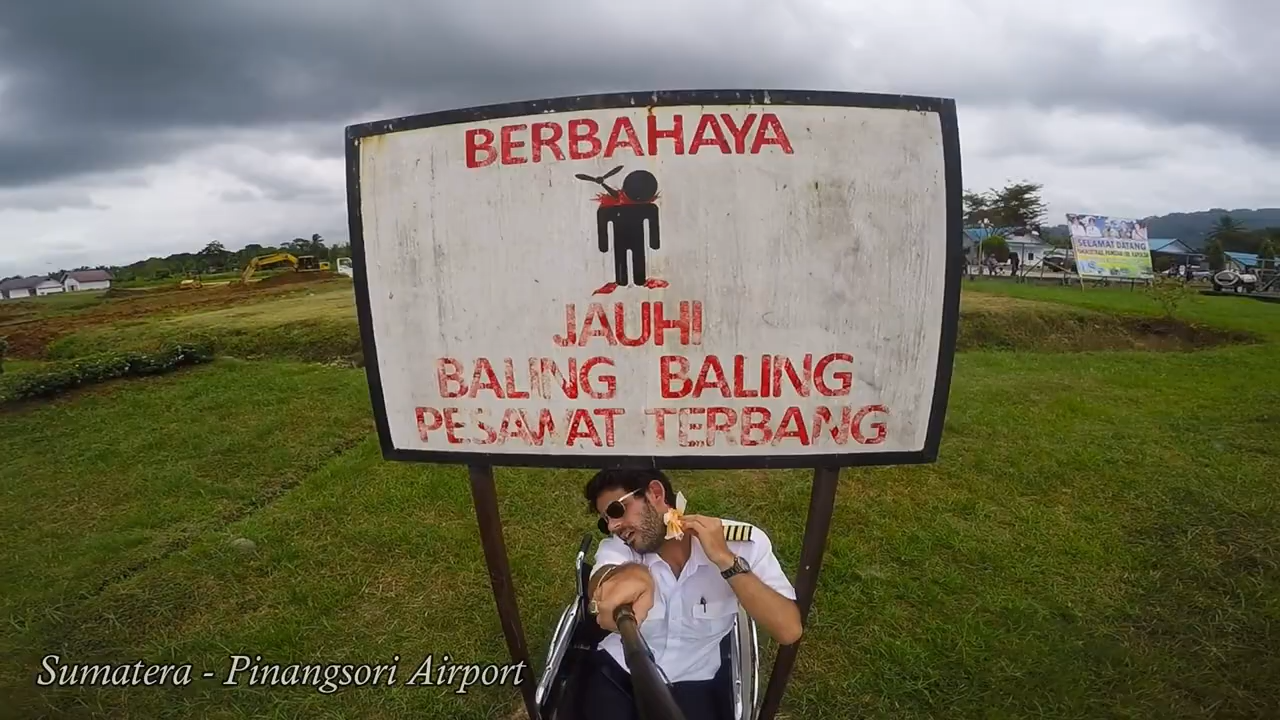 BERBAHAYA
JAUHI
BALING BALING
PESAWAT TERBANG
SELAMAT DATANG
Sumatera - Pinangsori Airport